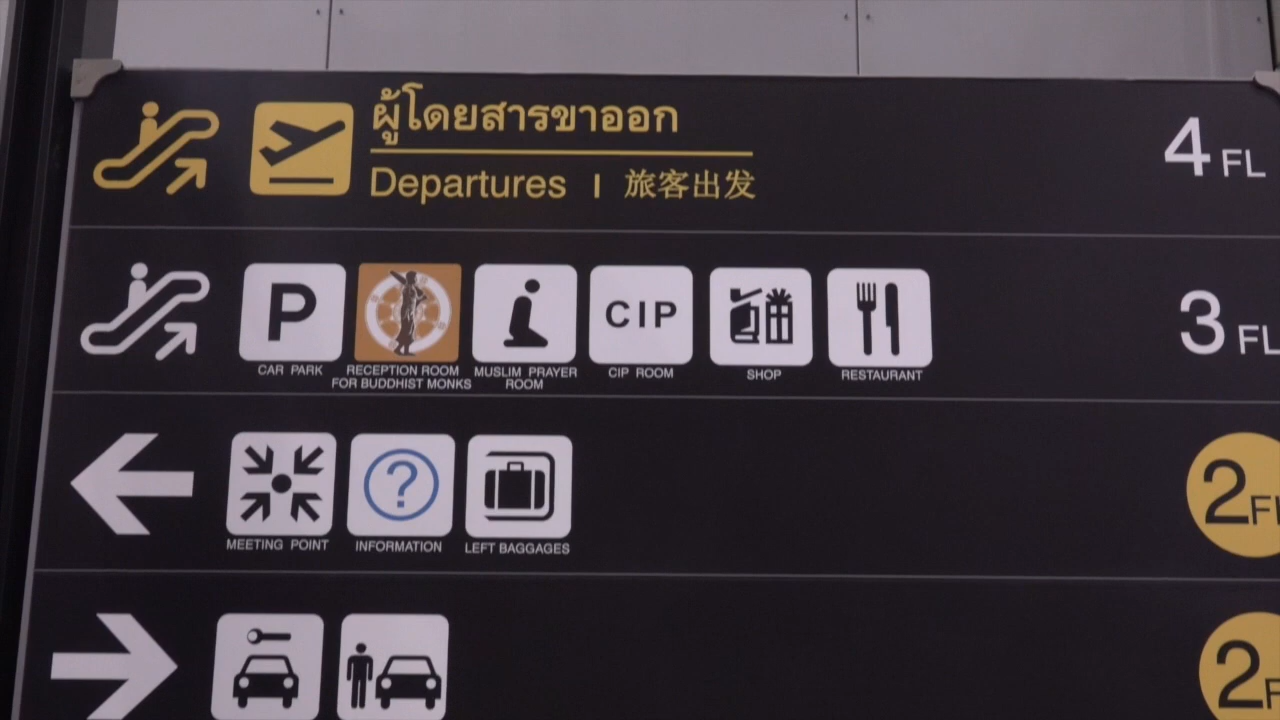 ผู้โดยสารขาออก
Departures | 旅客出发
4 FL
P
CIP
CAR PARK
RECEPTION ROOM FOR BUDDHIST MONKS
MUSLIM PRAYER ROOM
CIP ROOM
SHOP
RESTAURANT
3 FL
?
MEETING POINT
INFORMATION
LEFT BAGGAGES
2 FL
2 F